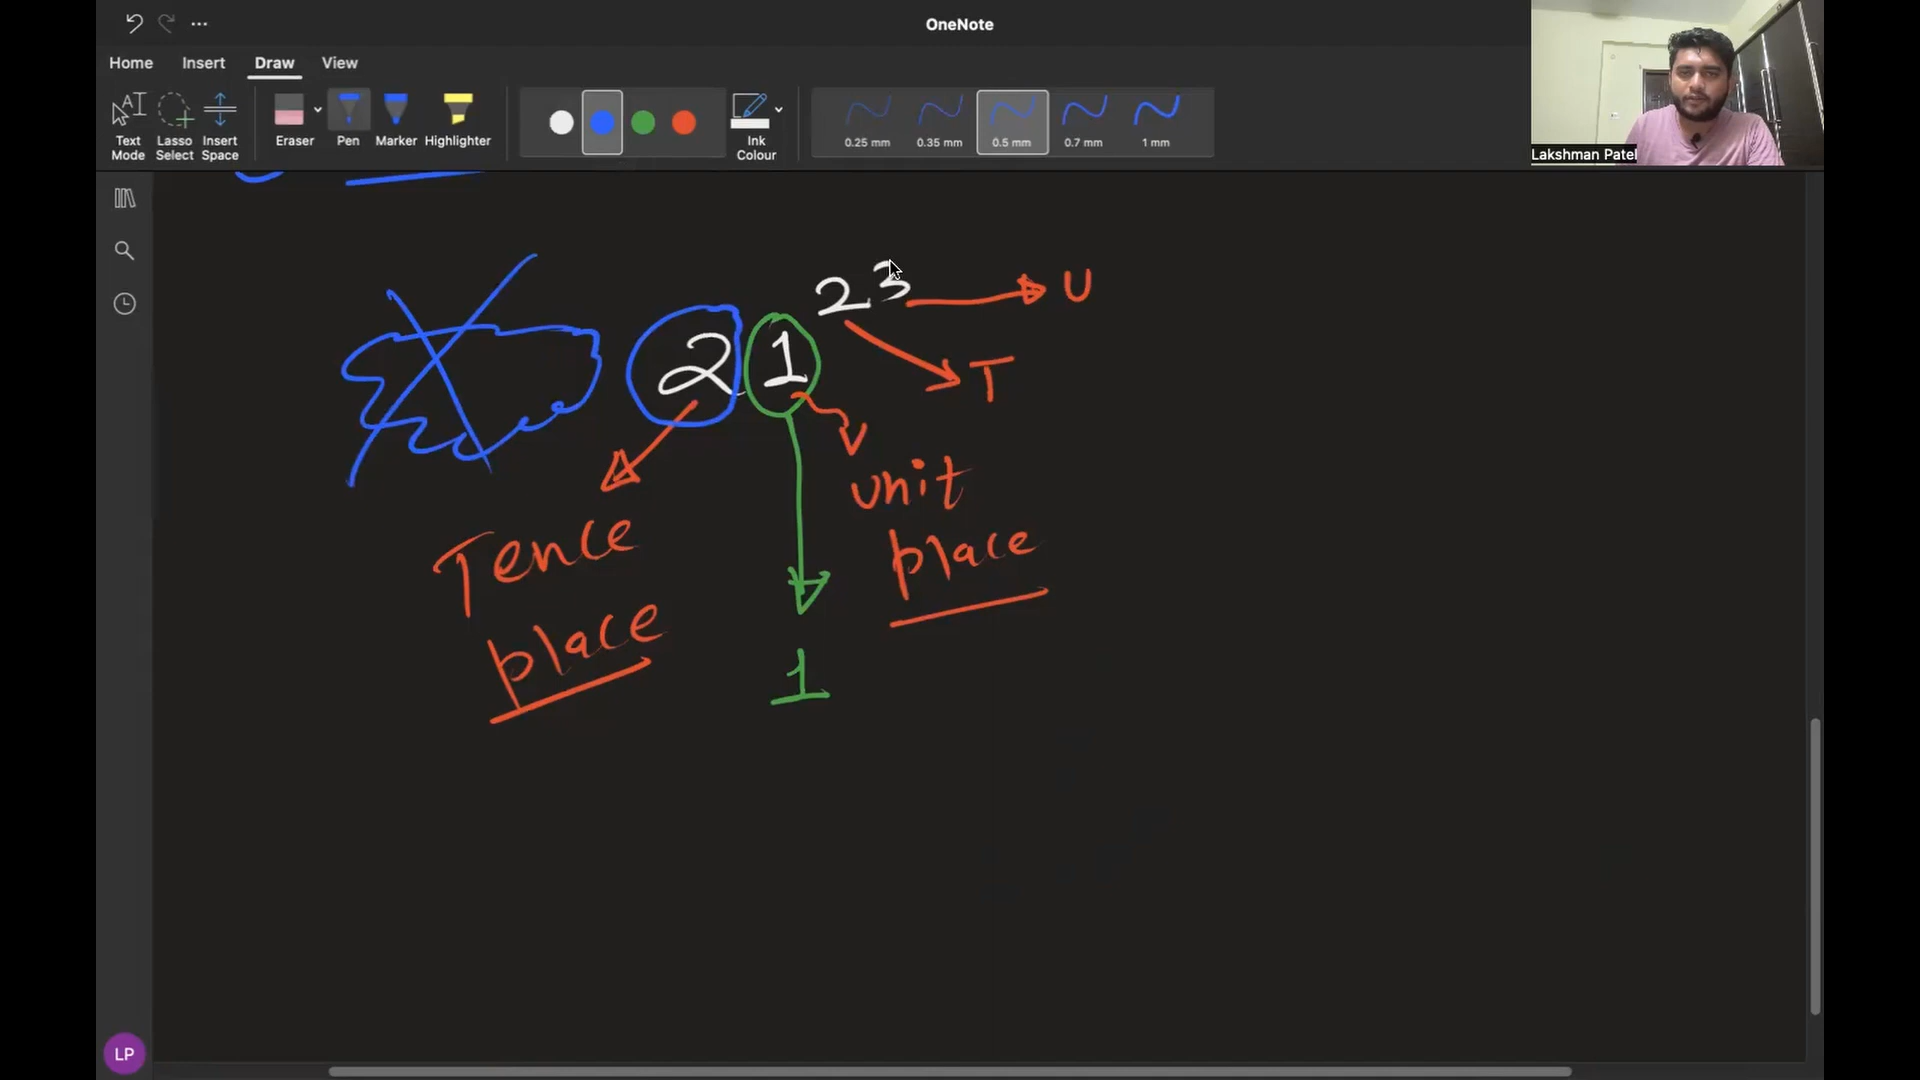 OneNote
Home Insert Draw View
Text Mode Lasso Select Insert Space Eraser Pen Marker Highlighter Ink Colour 0.25 mm 0.35 mm 0.5 mm 0.7 mm 1 mm
Lakshman Patel
23 U
21 T
unit
place
Tence
place
1
LP